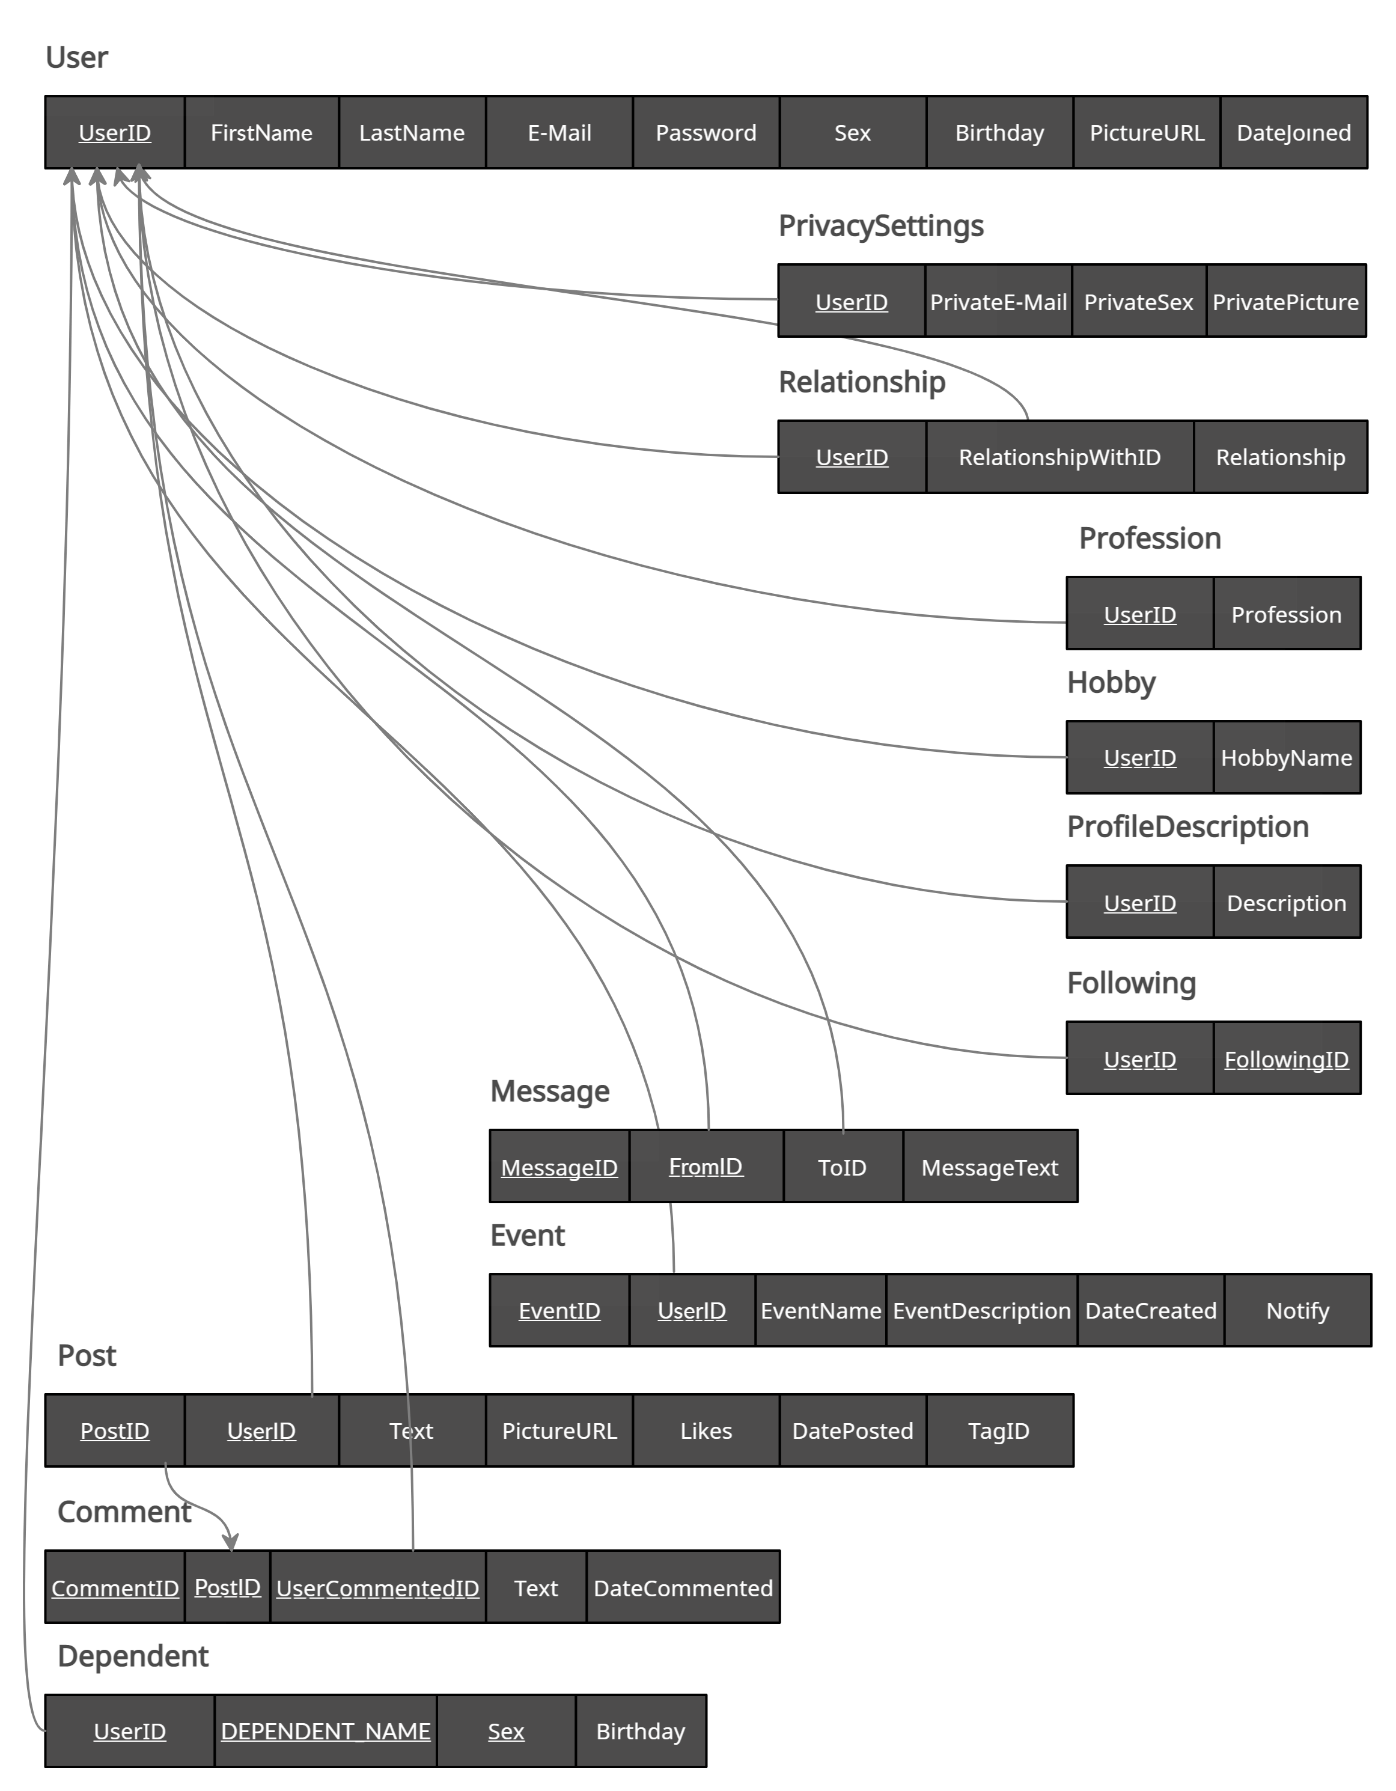 User
UserID FirstName LastName E-Mail Password Sex Birthday PictureURL DateJoined
PrivacySettings
UserID PrivateE-Mail PrivateSex PrivatePicture
Relationship
UserID RelationshipWithID Relationship
Profession
UserID Profession
Hobby
UserID HobbyName
ProfileDescription
UserID Description
Following
UserID FollowingID
Message
MessageID FromID ToID MessageText
Event
EventID UserID EventName EventDescription DateCreated Notify
Post
PostID UserID Text PictureURL Likes DatePosted TagID
Comment
CommentID PostID UserCommentedID Text DateCommented
Dependent
UserID DEPENDENT_NAME Sex Birthday